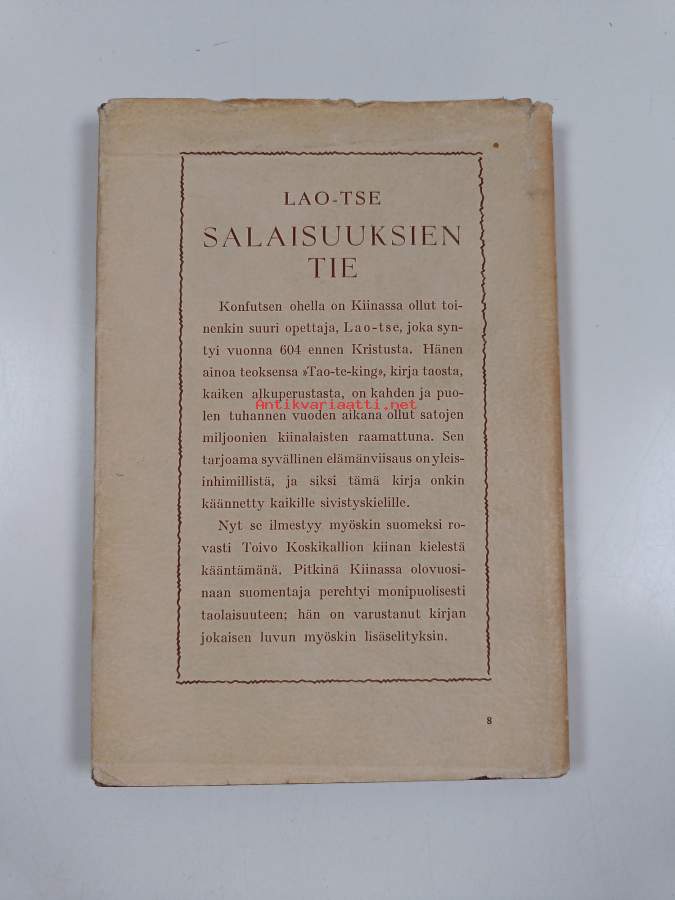 LAO-TSE
SALAISUUKSIEN
TIE
Konfutsen ohella on Kiinassa ollut toi-
nenkin suuri opettaja, Lao-tse, joka syn-
tyi vuonna 604 ennen Kristusta. Hänen
ainoa teoksensa »Tao-te-king», kirja taosta,
kaiken alkuperustasta, on kahden ja puo-
Antikvariaatti.net
len tuhannen vuoden aikana ollut satojen
miljoonien kiinalaisten raamattuna. Sen
tarjoama syvällinen elämänviisaus on yleis-
inhimillistä, ja siksi tämä kirja onkin
käännetty kaikille sivistyskielille.
Nyt se ilmestyy myöskin suomeksi ro-
vasti Toivo Koskikallion kiinan kielestä
kääntämänä. Pitkinä Kiinassa olovuosi-
naan suomentaja perehtyi monipuolisesti
taolaisuuteen; hän on varustanut kirjan
jokaisen luvun myöskin lisäselityksin.
8